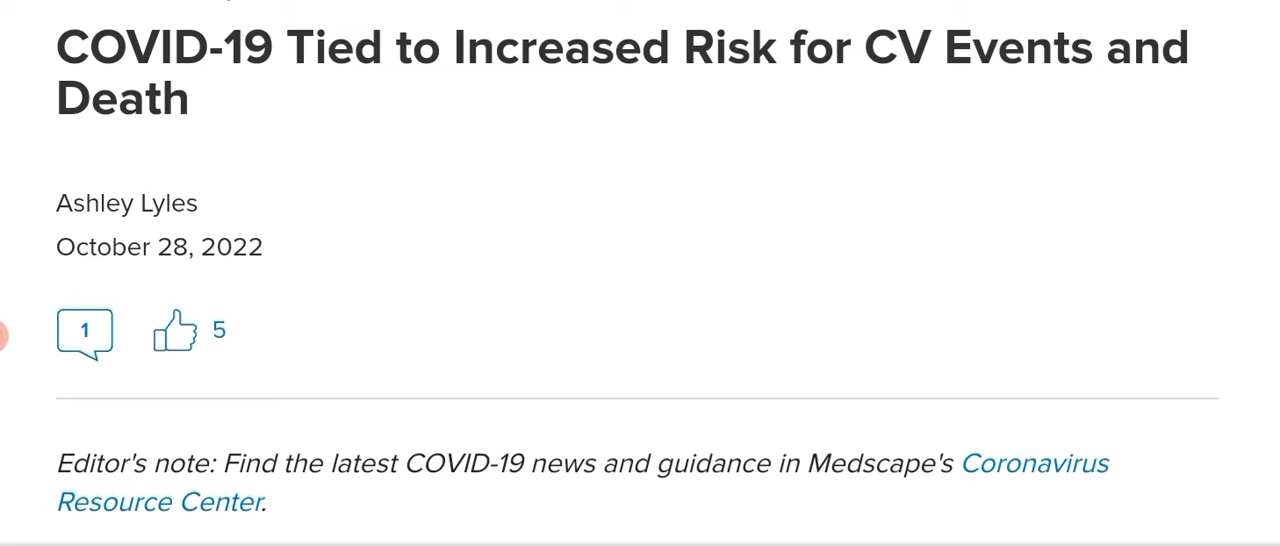 COVID-19 Tied to Increased Risk for CV Events and
Death
Ashley Lyles
October 28, 2022
1
5
Editor's note: Find the latest COVID-19 news and guidance in Medscape's Coronavirus
Resource Center.